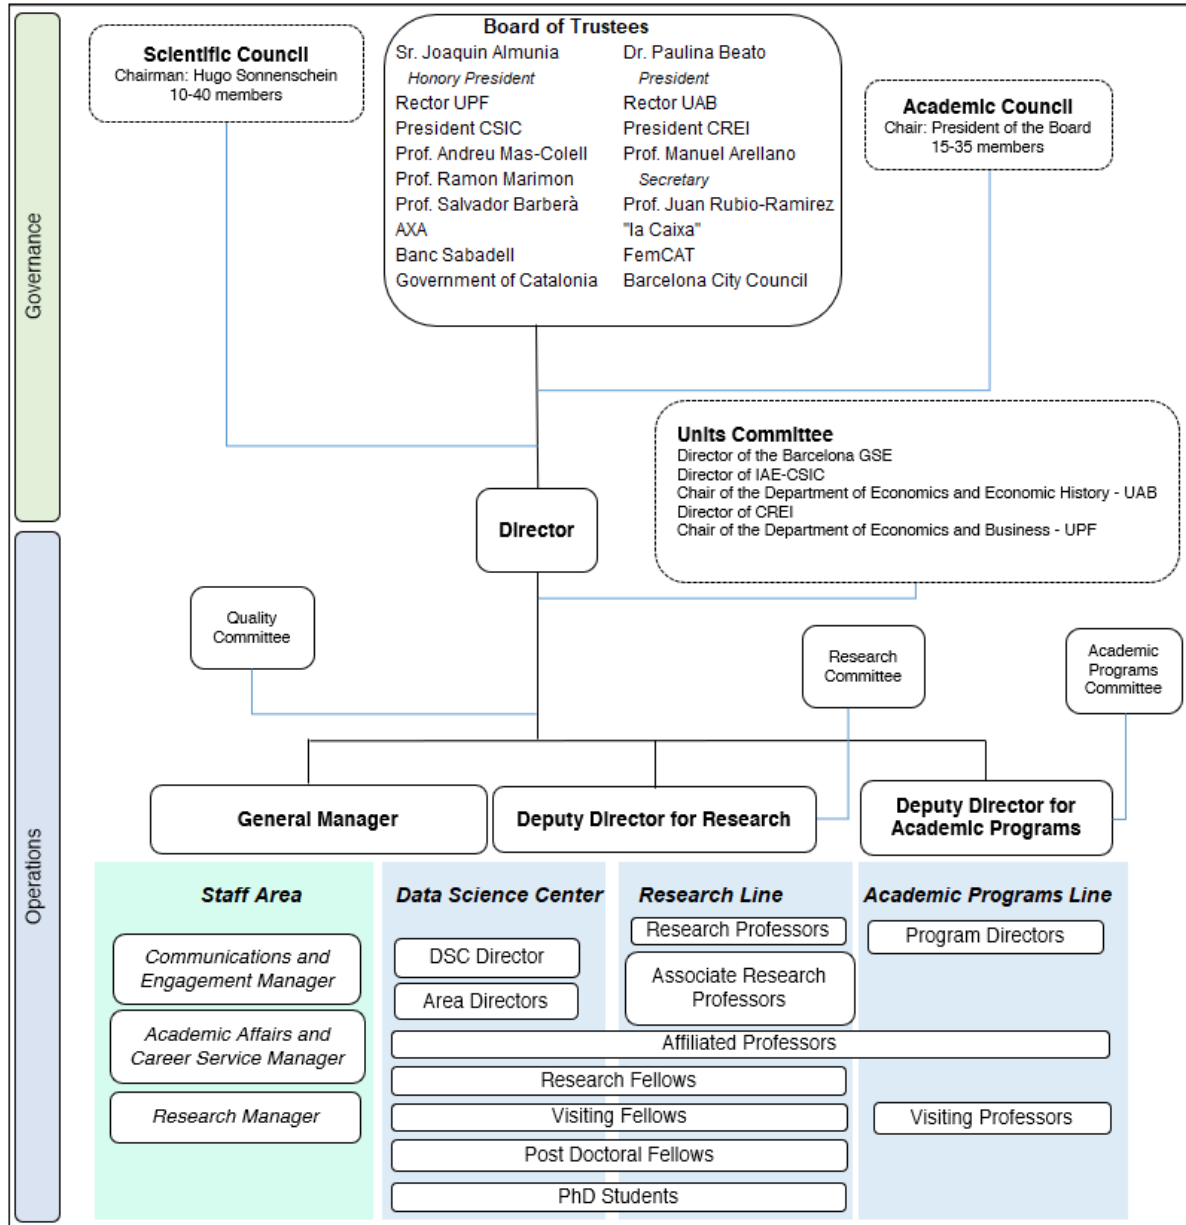 Board of Trustees
Sr. Joaquin Almunia Dr. Paulina Beato
Honory President President
Rector UPF Rector UAB
President CSIC President CREI
Prof. Andreu Mas-Colell Prof. Manuel Arellano
Prof. Ramon Marimon Secretary
Prof. Salvador Barberà Prof. Juan Rubio-Ramirez
AXA "la Caixa"
Banc Sabadell FemCAT
Government of Catalonia Barcelona City Council
Scientific Council
Chairman: Hugo Sonnenschein
10-40 members
Academic Council
Chair: President of the Board
15-35 members
Governance
Units Committee
Director of the Barcelona GSE
Director of IAE-CSIC
Chair of the Department of Economics and Economic History - UAB
Director of CREI
Chair of the Department of Economics and Business - UPF
Director
Quality
Committee
Research
Committee
Academic
Programs
Committee
Operations
General Manager
Deputy Director for Research
Deputy Director for
Academic Programs
Staff Area
Communications and
Engagement Manager
Academic Affairs and
Career Service Manager
Research Manager
Data Science Center
DSC Director
Area Directors
Research Line
Research Professors
Associate Research
Professors
Academic Programs Line
Program Directors
Affiliated Professors
Research Fellows
Visiting Fellows
Visiting Professors
Post Doctoral Fellows
PhD Students